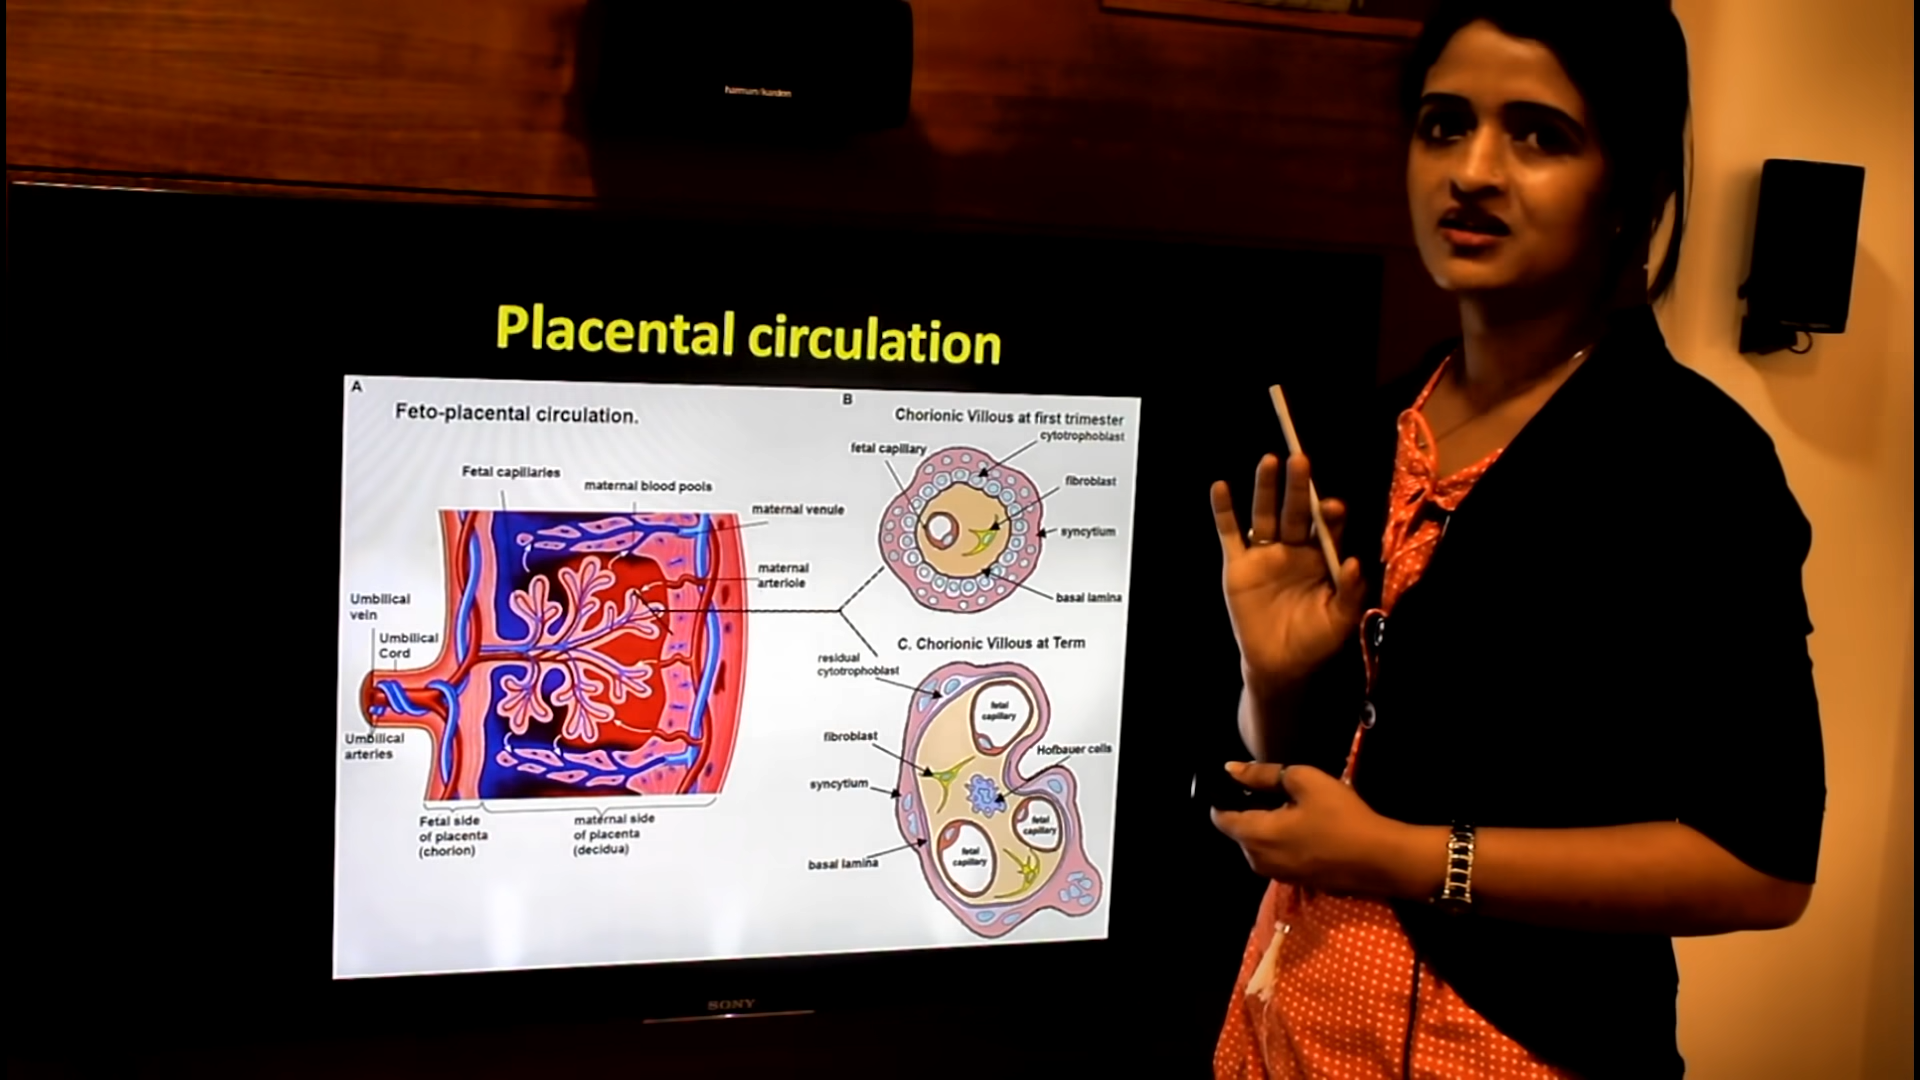 harman/kardon
Placental circulation
A
Feto-placental circulation.
Fetal capillaries
maternal blood pools
maternal venule
maternal
arteriole
Umbilical
vein
Umbilical
Cord
Umbilical
arteries
Fetal side
of placenta
(chorion)
maternal side
of placenta
(decidua)
B
Chorionic Villous at first trimester
cytotrophoblast
fetal capillary
fibroblast
syncytium
basal lamina
C. Chorionic Villous at Term
residual
cytotrophoblast
fetal
capillary
fibroblast
Hofbauer cells
syncytium
fetal
capillary
fetal
capillary
basal lamina
SONY